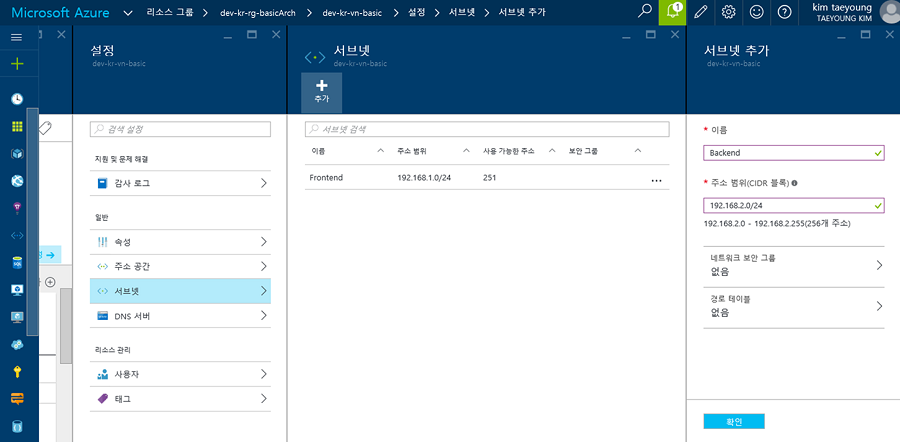 Microsoft Azure 리소스 그룹 dev-kr-rg-basicArch dev-kr-vn-basic 설정 서브넷 서브넷 추가 1 kim taeyoung
TAEYOUNG KIM
설정
dev-kr-vn-basic
검색 설정
지원 및 문제 해결
감사 로그
일반
속성
주소 공간
서브넷
DNS 서버
리소스 관리
사용자
태그
서브넷
dev-kr-vn-basic
추가
서브넷 검색
이름 주소 범위 사용 가능한 주소 보안 그룹
Frontend 192.168.1.0/24 251 ...
서브넷 추가
dev-kr-vn-basic
* 이름
Backend
* 주소 범위(CIDR 블록)
192.168.2.0/24
192.168.2.0 - 192.168.2.255(256개 주소)
네트워크 보안 그룹
없음
경로 테이블
없음
확인